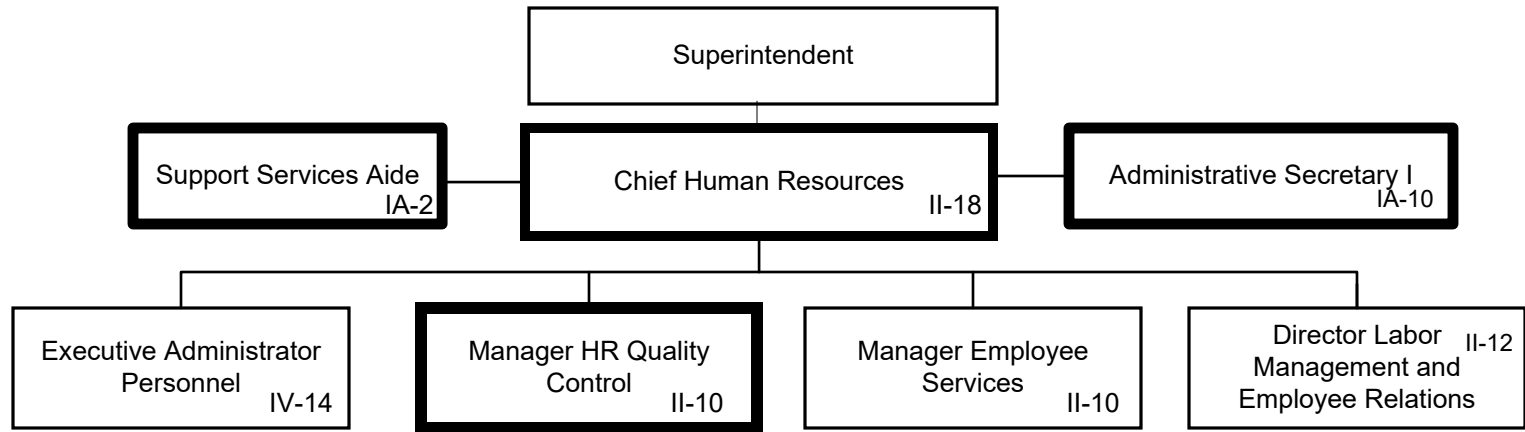 Superintendent
Support Services Aide
IA-2
Chief Human Resources
II-18
Administrative Secretary I
IA-10
Executive Administrator
Personnel
IV-14
Manager HR Quality
Control
II-10
Manager Employee
Services
II-10
Director Labor
II-12
Management and
Employee Relations